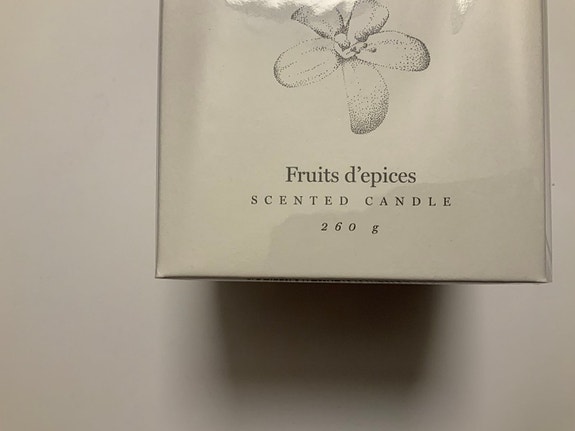 Fruits d'epices
SCENTED CANDLE
260 g